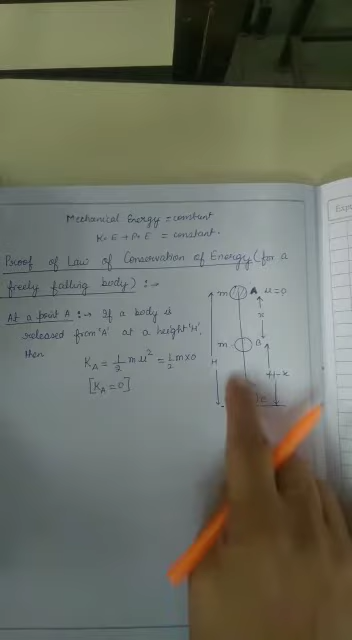 Mechanical Energy = constant
K.E + P.E = constant.
Proof of Law of Conservation of Energy (for a
freely falling body) :→
At a point A :→ If a body is
released from 'A' at a height 'H',
then
K_A = 1/2 m u² = 1/2 m×0
[K_A = 0]
m A u=0
x
m B
H
H-x
Expe